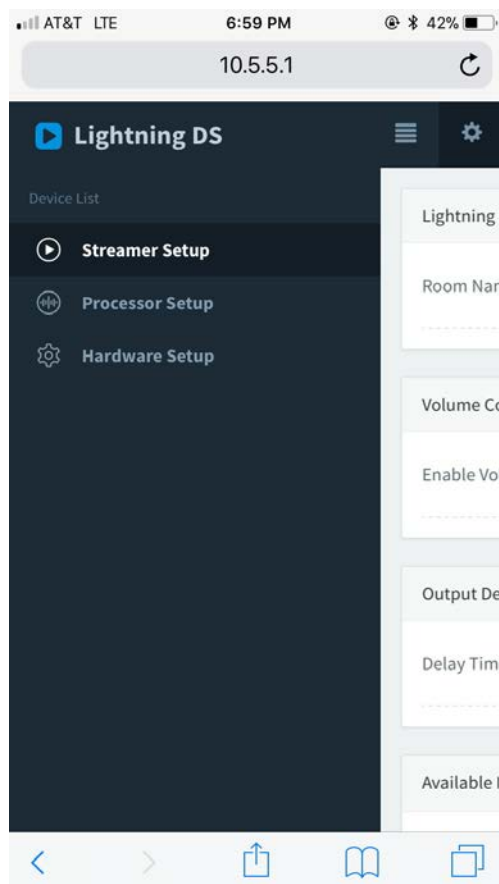 AT&T LTE 6:59 PM 42%
10.5.5.1
Lightning DS
Device List
Streamer Setup
Processor Setup
Hardware Setup
Lightning
Room Nar
Volume Co
Enable Vo
Output De
Delay Tim
Available